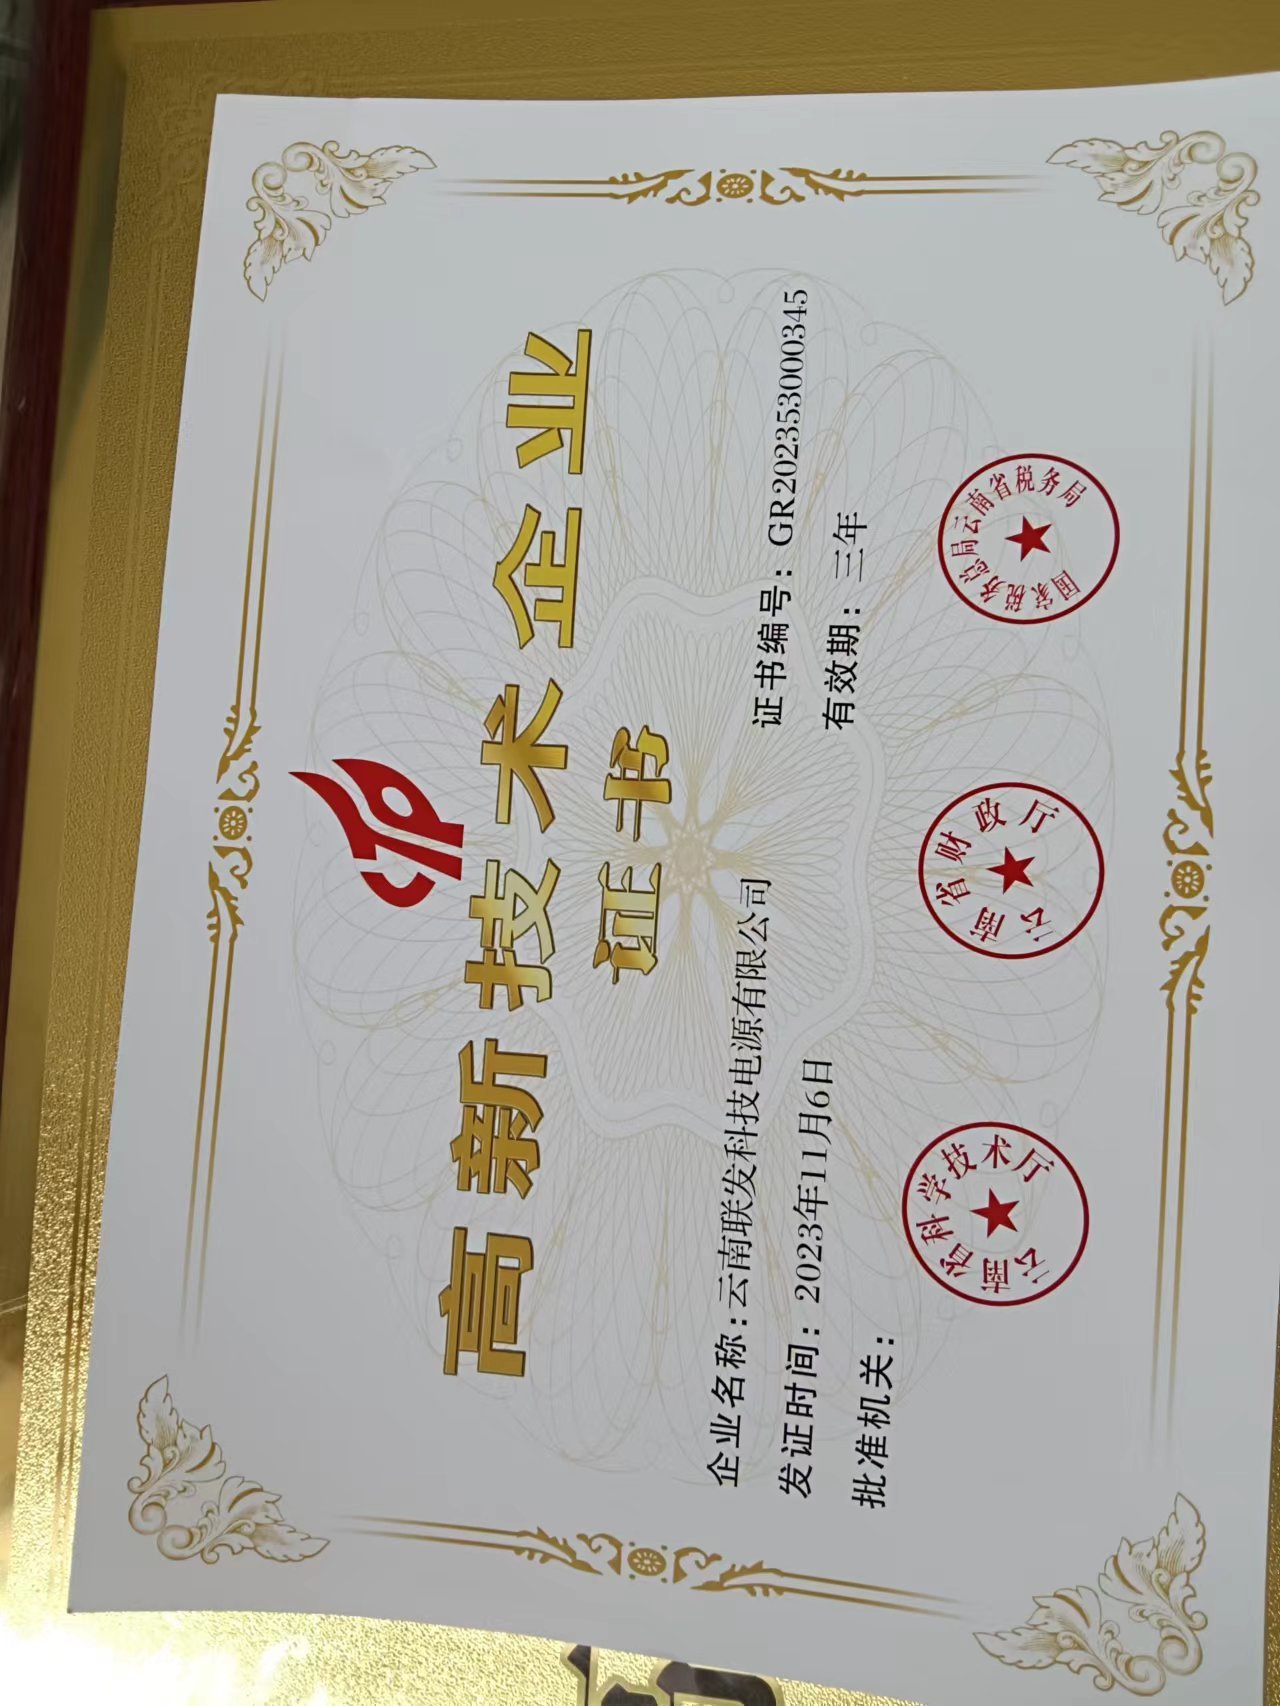 高新技术企业
证书
企业名称：云南联发科技电源有限公司
证书编号：GR202353000345
发证时间：2023年11月6日
有效期：三年
批准机关：
云南省科学技术厅
云南省财政厅
国家税务总局云南省税务局